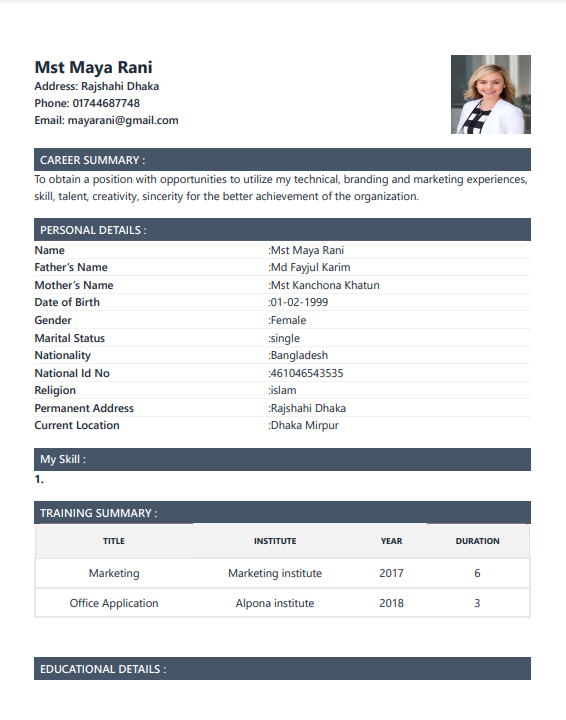 Mst Maya Rani
Address: Rajshahi Dhaka
Phone: 01744687748
Email: mayarani@gmail.com
CAREER SUMMARY :
To obtain a position with opportunities to utilize my technical, branding and marketing experiences,
skill, talent, creativity, sincerity for the better achievement of the organization.
PERSONAL DETAILS :
Name :Mst Maya Rani
Father's Name :Md Fayjul Karim
Mother's Name :Mst Kanchona Khatun
Date of Birth :01-02-1999
Gender :Female
Marital Status :single
Nationality :Bangladesh
National Id No :461046543535
Religion :islam
Permanent Address :Rajshahi Dhaka
Current Location :Dhaka Mirpur
My Skill :
1.
TRAINING SUMMARY :
TITLE INSTITUTE YEAR DURATION
Marketing Marketing institute 2017 6
Office Application Alpona institute 2018 3
EDUCATIONAL DETAILS :